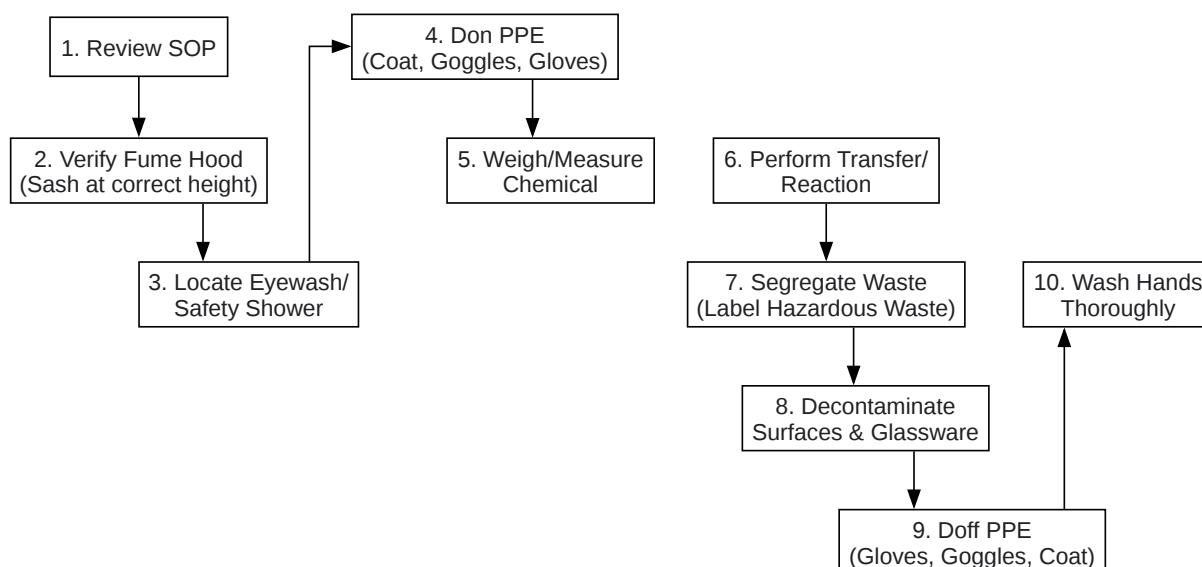 1. Review SOP
2. Verify Fume Hood
(Sash at correct height)
3. Locate Eyewash/
Safety Shower
4. Don PPE
(Coat, Goggles, Gloves)
5. Weigh/Measure
Chemical
6. Perform Transfer/
Reaction
7. Segregate Waste
(Label Hazardous Waste)
8. Decontaminate
Surfaces & Glassware
9. Doff PPE
(Gloves, Goggles, Coat)
10. Wash Hands
Thoroughly